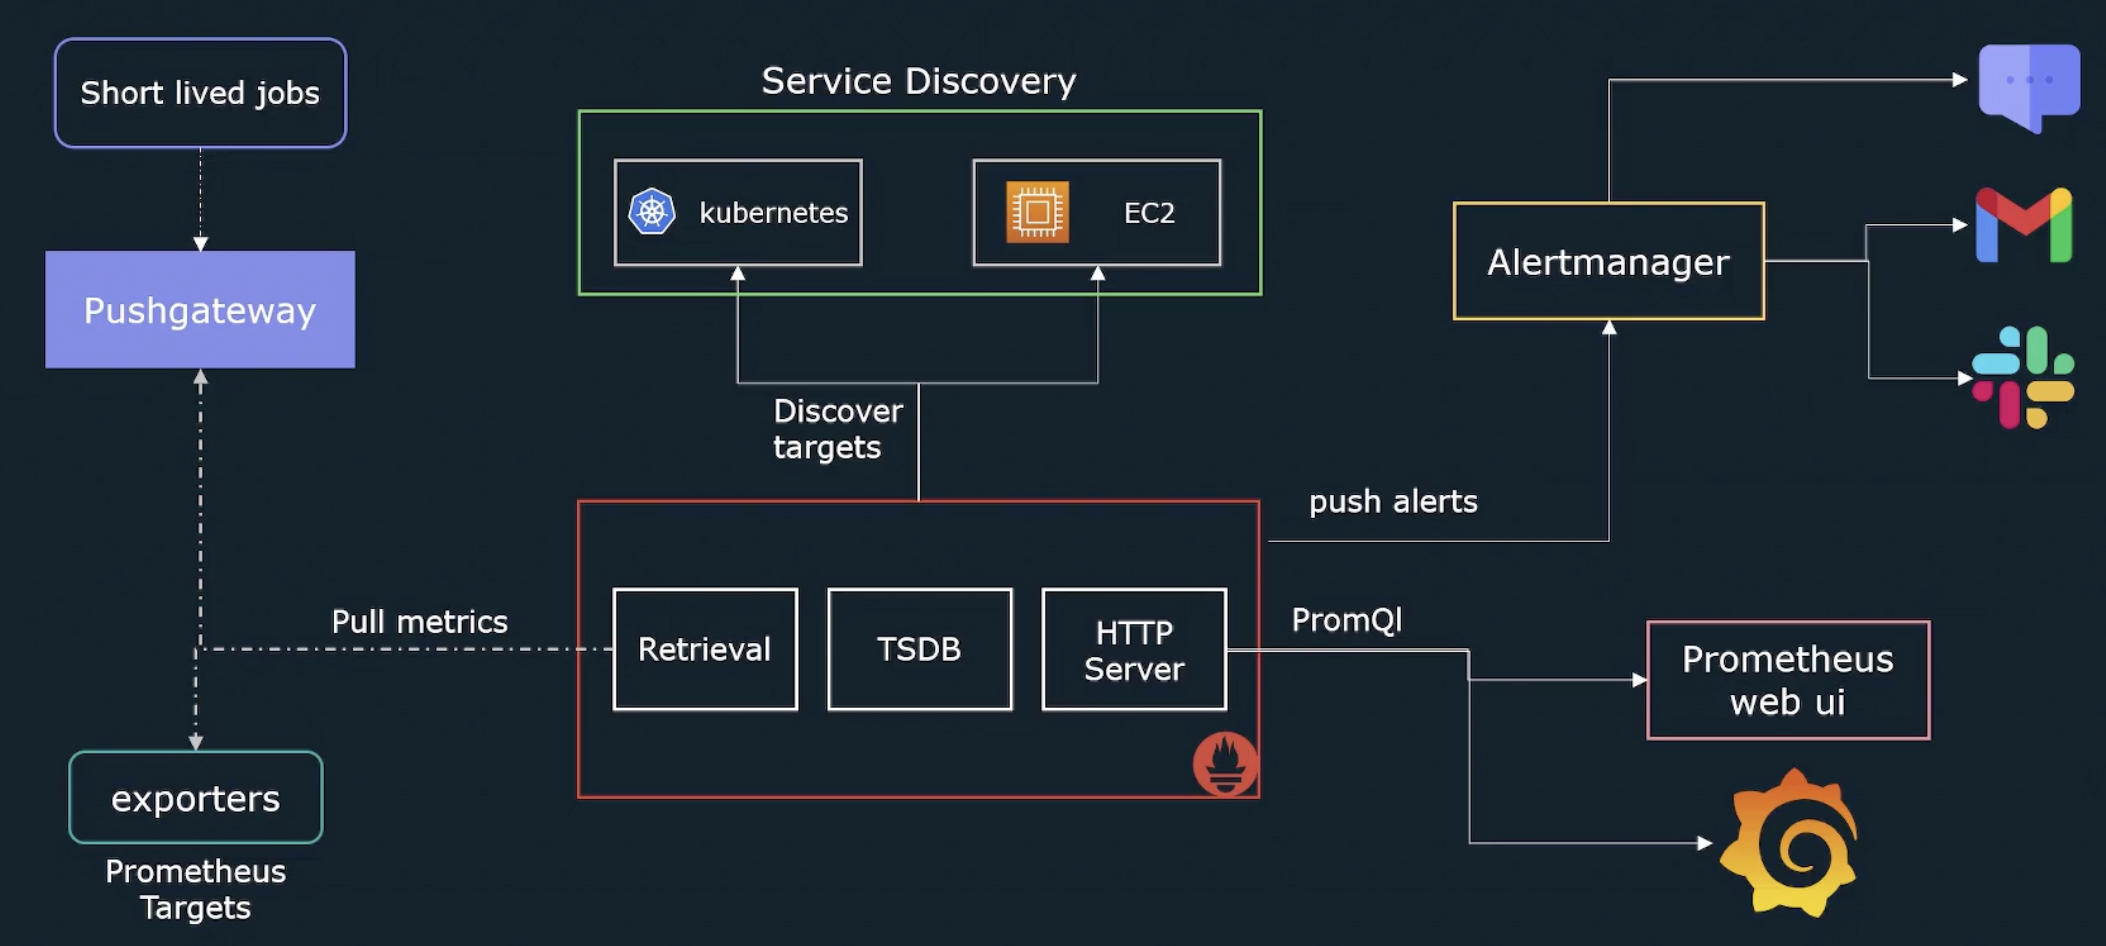 Short lived jobs
Pushgateway
Service Discovery
kubernetes
EC2
Discover
targets
Alertmanager
push alerts
Pull metrics
Retrieval
TSDB
HTTP
Server
PromQl
Prometheus
web ui
exporters
Prometheus
Targets